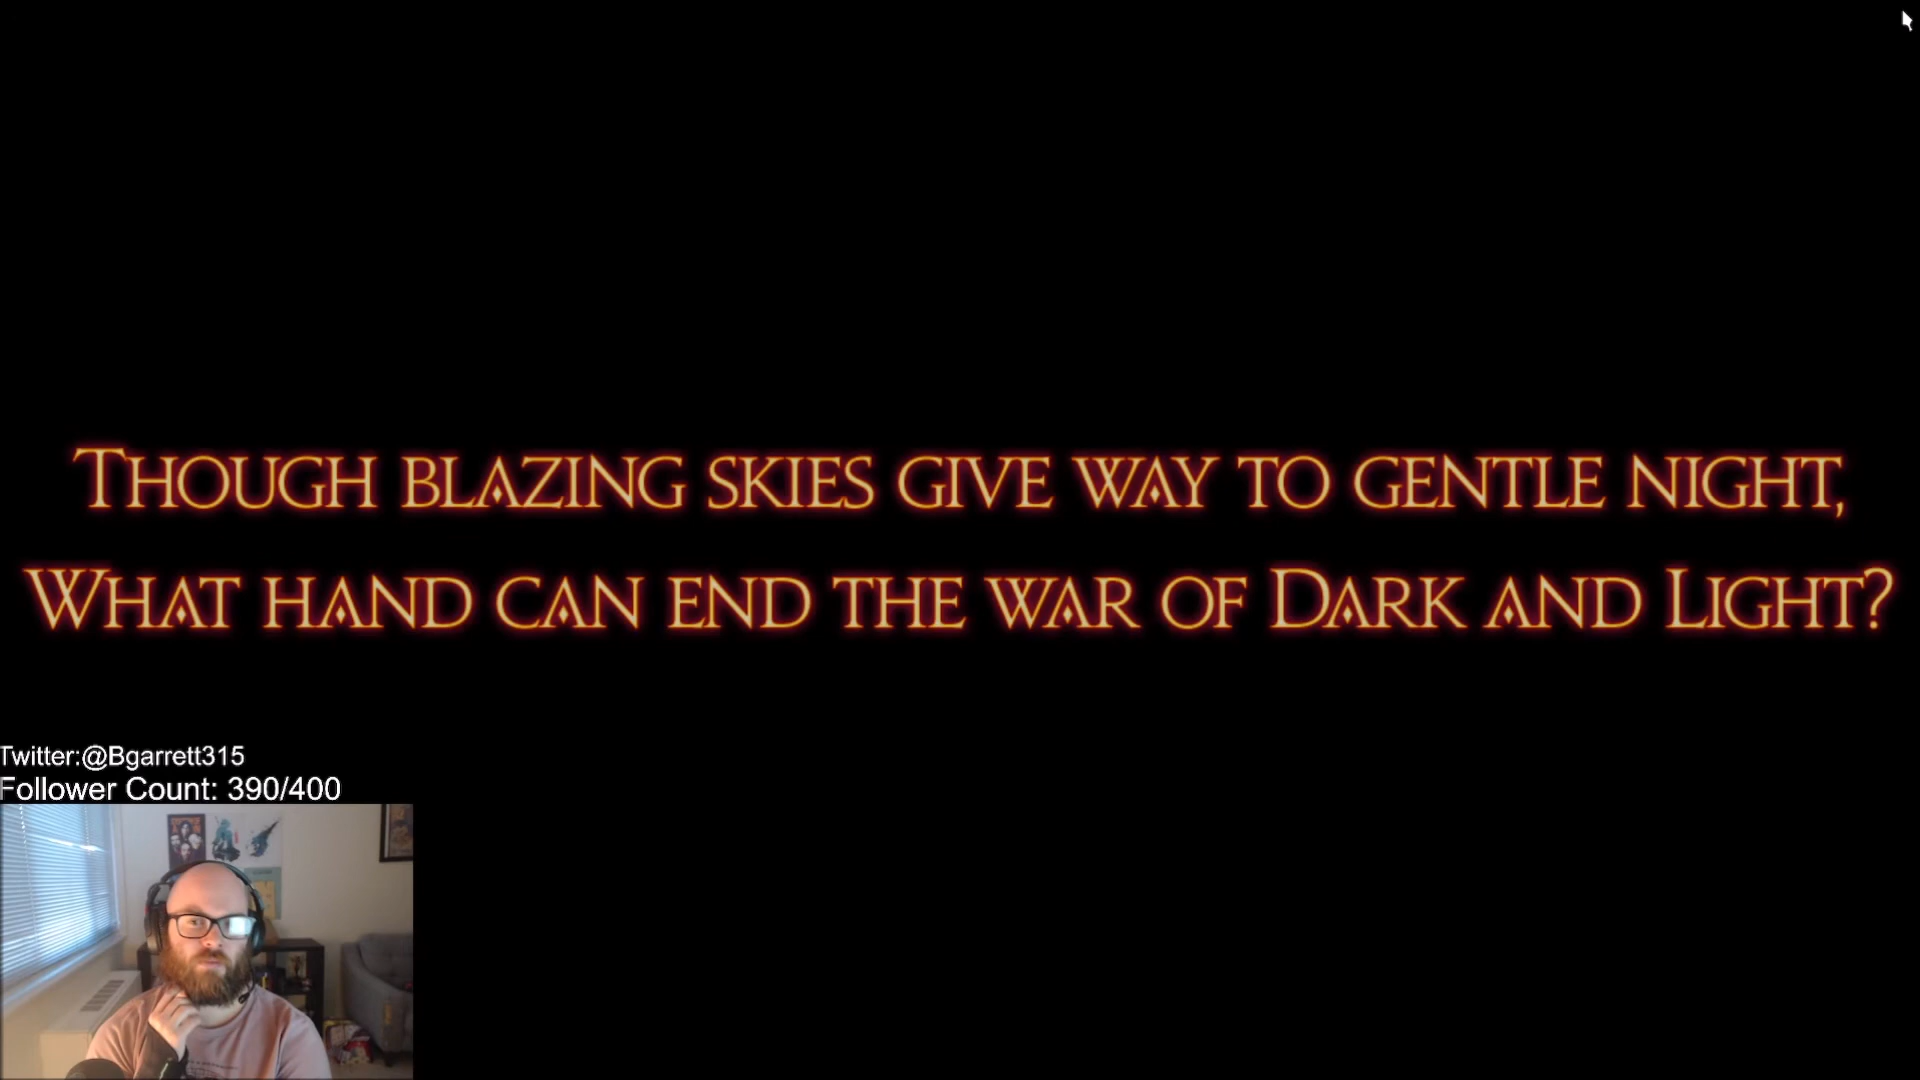 Though blazing skies give way to gentle night,
What hand can end the war of Dark and Light?
Twitter:@Bgarrett315
Follower Count: 390/400